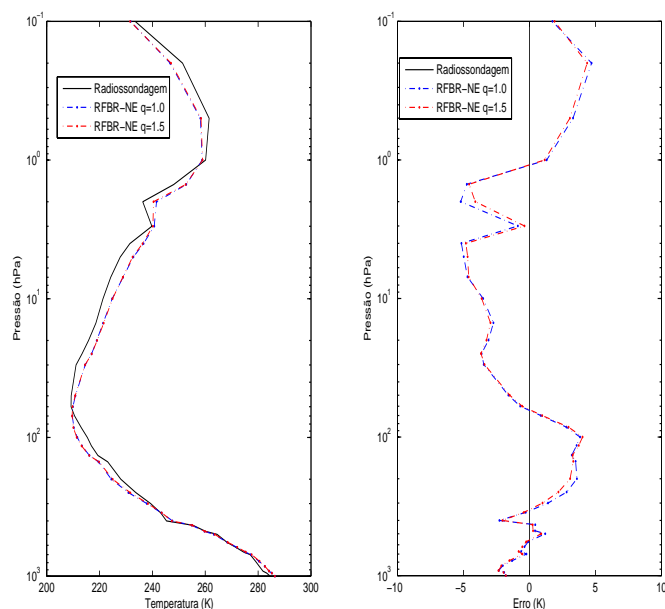 10^-1
10^0
10^1
10^2
10^3
Pressão (hPa)
200
220
240
260
280
300
Temperatura (K)
Radiossondagem
RFBR-NE q=1.0
RFBR-NE q=1.5
10^-1
10^0
10^1
10^2
10^3
Pressão (hPa)
-10
-5
0
5
10
Erro (K)
Radiossondagem
RFBR-NE q=1.0
RFBR-NE q=1.5